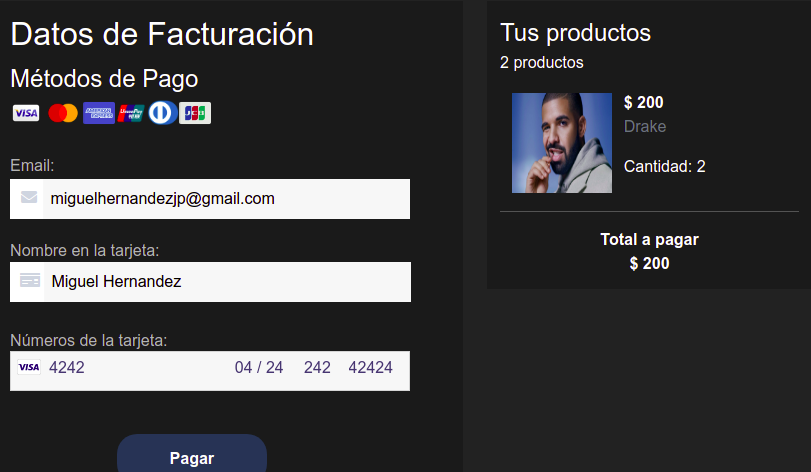 Datos de Facturación
Métodos de Pago
VISA AMERICAN EXPRESS UnionPay JCB
Email:
miguelhernandezjp@gmail.com
Nombre en la tarjeta:
Miguel Hernandez
Números de la tarjeta:
VISA 4242 04 / 24 242 42424
Pagar
Tus productos
2 productos
$ 200
Drake
Cantidad: 2
Total a pagar
$ 200